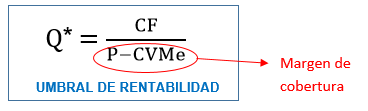 Q* = CF / P−CVMe
UMBRAL DE RENTABILIDAD
Margen de
cobertura